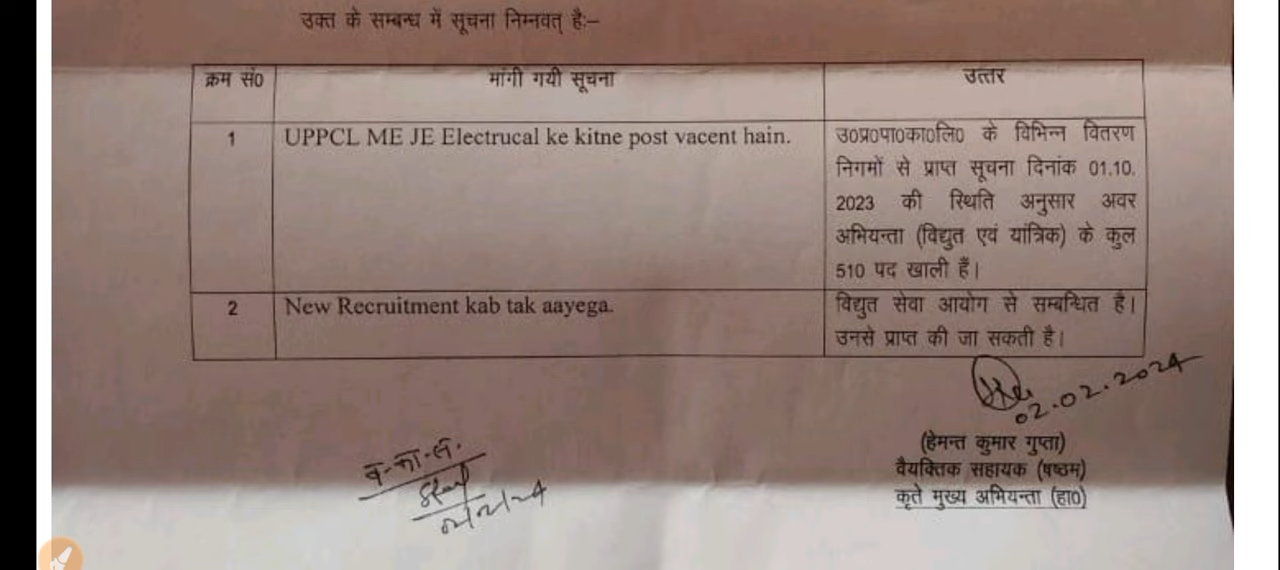 उक्त के सम्बन्ध में सूचना निम्नवत् है:–
क्रम सं0
मांगी गयी सूचना
उत्तर
1
UPPCL ME JE Electrucal ke kitne post vacent hain.
उ0प्र0पा0का0लि0 के विभिन्न वितरण
निगमों से प्राप्त सूचना दिनांक 01.10.
2023 की स्थिति अनुसार अवर
अभियन्ता (विद्युत एवं यांत्रिक) के कुल
510 पद खाली हैं।
2
New Recruitment kab tak aayega.
विद्युत सेवा आयोग से सम्बन्धित है।
उनसे प्राप्त की जा सकती है।
02.02.2024
(हेमन्त कुमार गुप्ता)
वैयक्तिक सहायक (षष्ठम)
कृते मुख्य अभियन्ता (हा0)